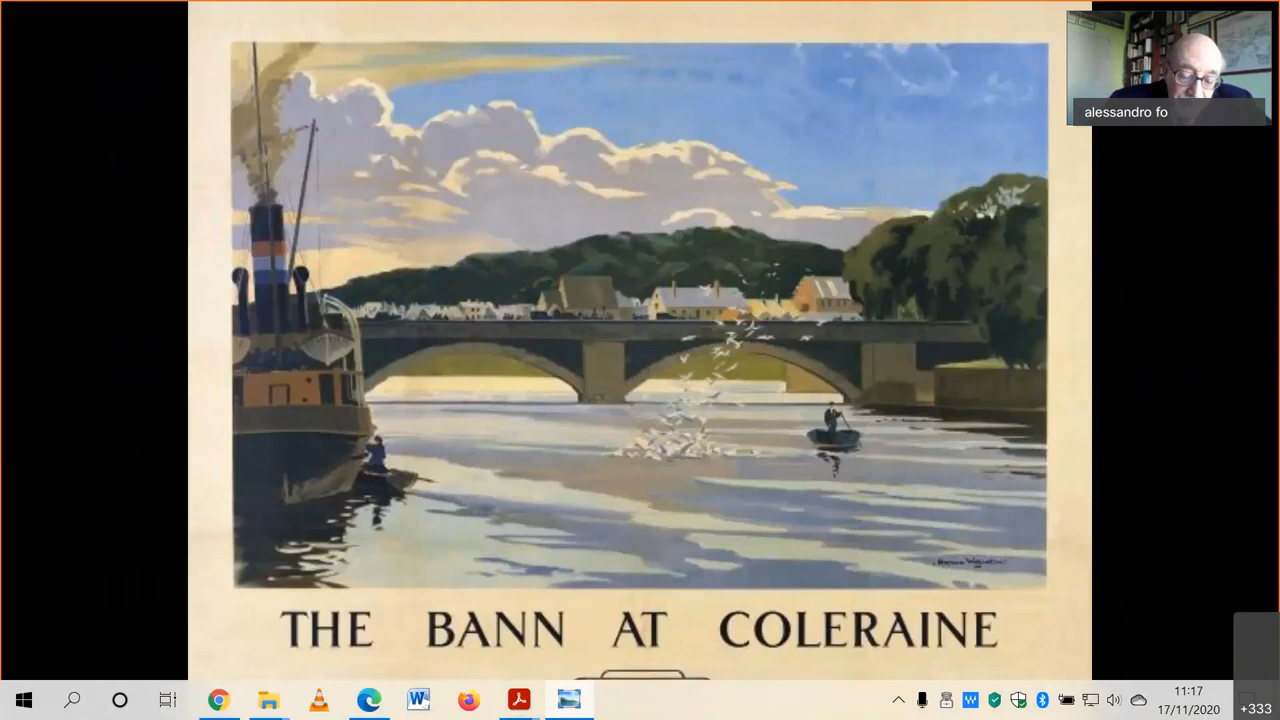 alessandro fo
THE BANN AT COLERAINE
11:17
17/11/2020
+333